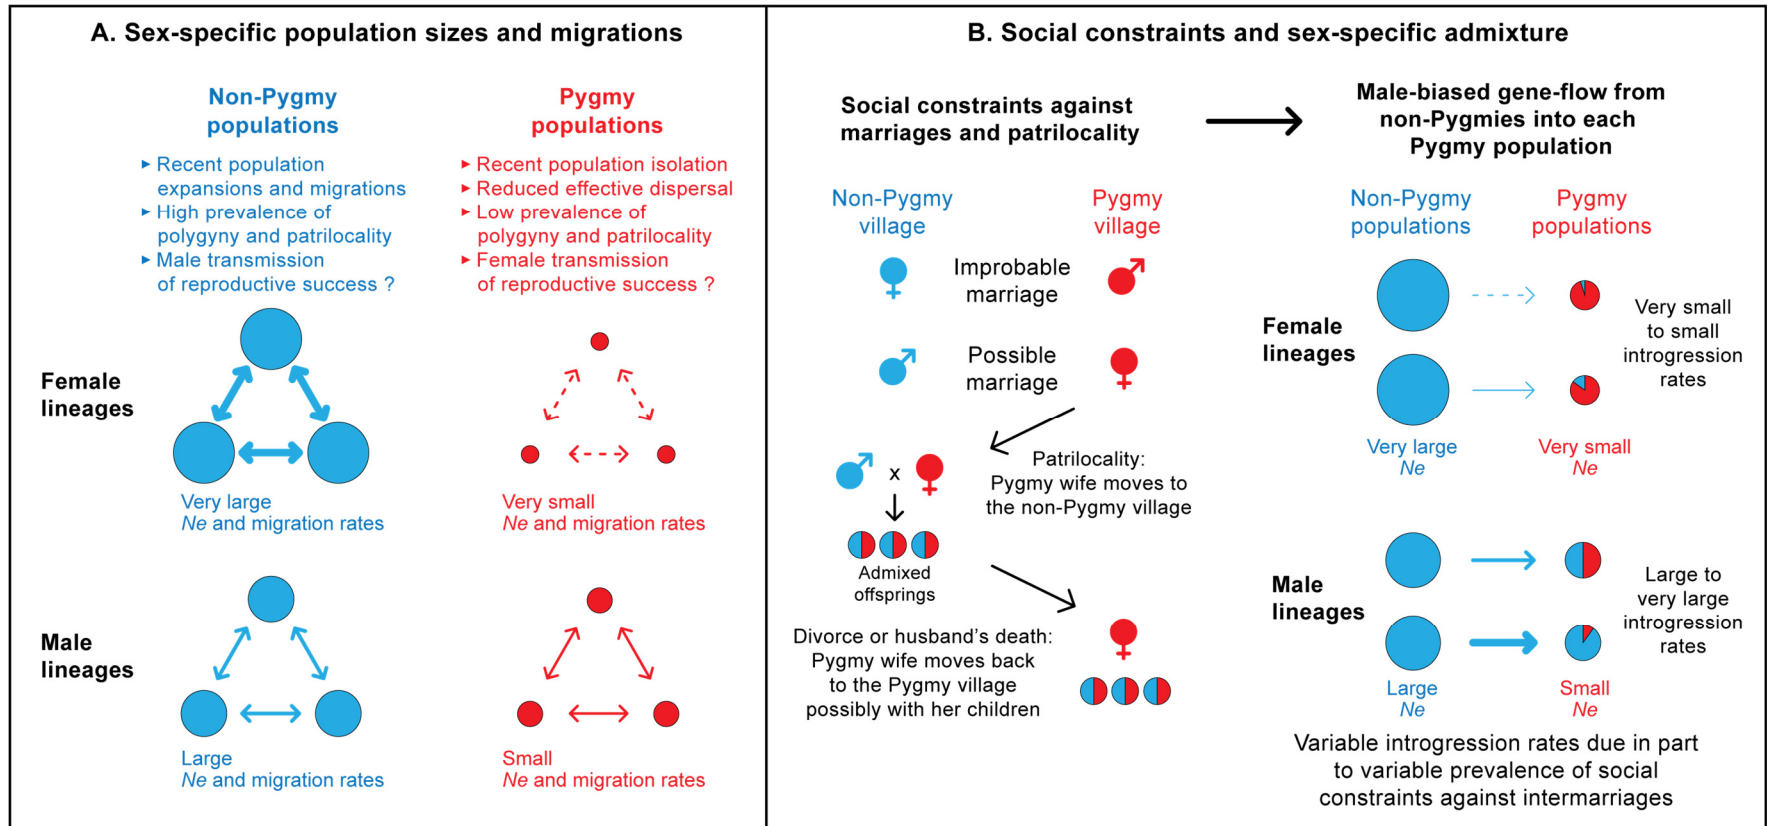 A. Sex-specific population sizes and migrations
Non-Pygmy
populations
Pygmy
populations
▸ Recent population
expansions and migrations
▸ High prevalence of
polygyny and patrilocality
▸ Male transmission
of reproductive success ?
▸ Recent population isolation
▸ Reduced effective dispersal
▸ Low prevalence of
polygyny and patrilocality
▸ Female transmission
of reproductive success ?
Female
lineages
Very large
Ne and migration rates
Very small
Ne and migration rates
Male
lineages
Large
Ne and migration rates
Small
Ne and migration rates
B. Social constraints and sex-specific admixture
Social constraints against
marriages and patrilocality
Male-biased gene-flow from
non-Pygmies into each
Pygmy population
Non-Pygmy
village
Pygmy
village
Improbable
marriage
Possible
marriage
x
Patrilocality:
Pygmy wife moves to
the non-Pygmy village
Admixed
offsprings
Divorce or husband's death:
Pygmy wife moves back
to the Pygmy village
possibly with her children
Non-Pygmy
populations
Pygmy
populations
Female
lineages
Very small
to small
introgression
rates
Very large
Ne
Very small
Ne
Male
lineages
Large to
very large
introgression
rates
Large
Ne
Small
Ne
Variable introgression rates due in part
to variable prevalence of social
constraints against intermarriages